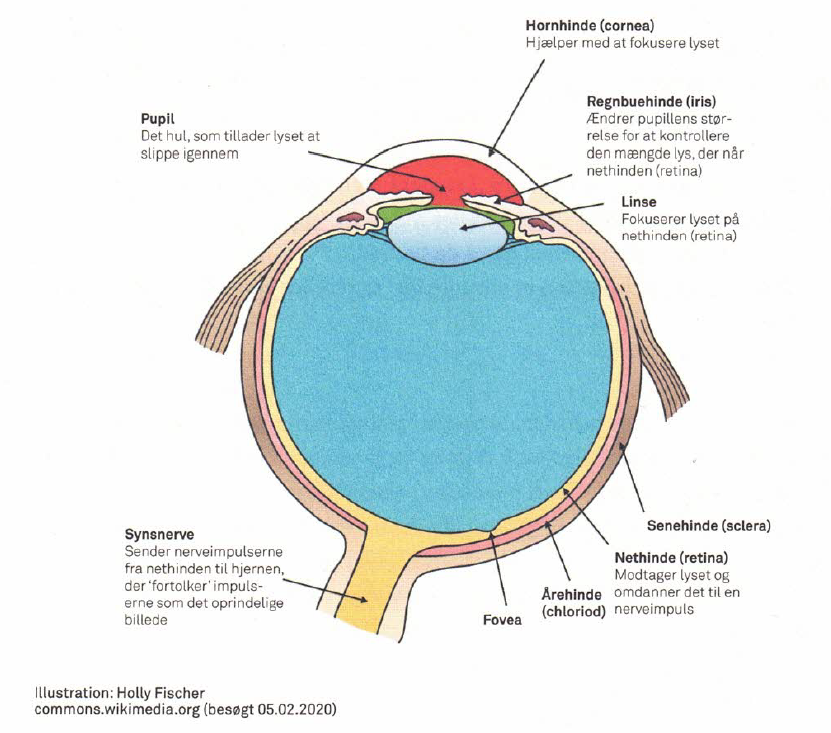 Hornhinde (cornea)
Hjælper med at fokusere lyset
Regnbuehinde (iris)
Ændrer pupillens stør-
relse for at kontrollere
den mængde lys, der når
nethinden (retina)
Pupil
Det hul, som tillader lyset at
slippe igennem
Linse
Fokuserer lyset på
nethinden (retina)
Senehinde (sclera)
Synsnerve
Sender nerveimpulserne
fra nethinden til hjernen,
der 'fortolker' impuls-
erne som det oprindelige
billede
Nethinde (retina)
Modtager lyset og
omdanner det til en
nerveimpuls
Årehinde
(chloriod)
Fovea
Illustration: Holly Fischer
commons.wikimedia.org (besøgt 05.02.2020)